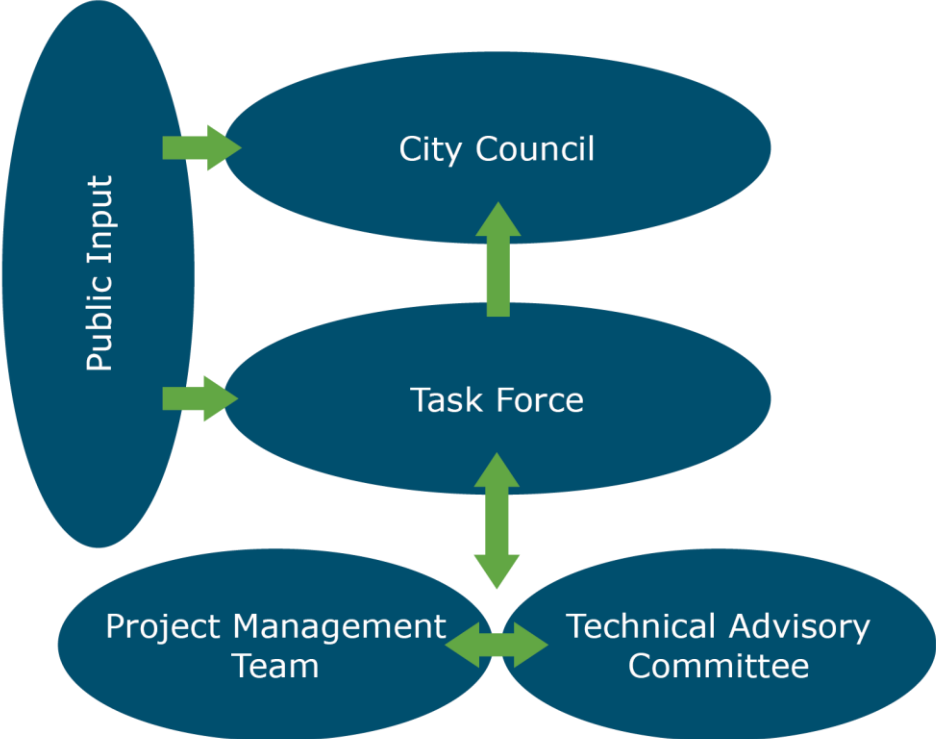 Public Input
City Council
Task Force
Project Management
Team
Technical Advisory
Committee